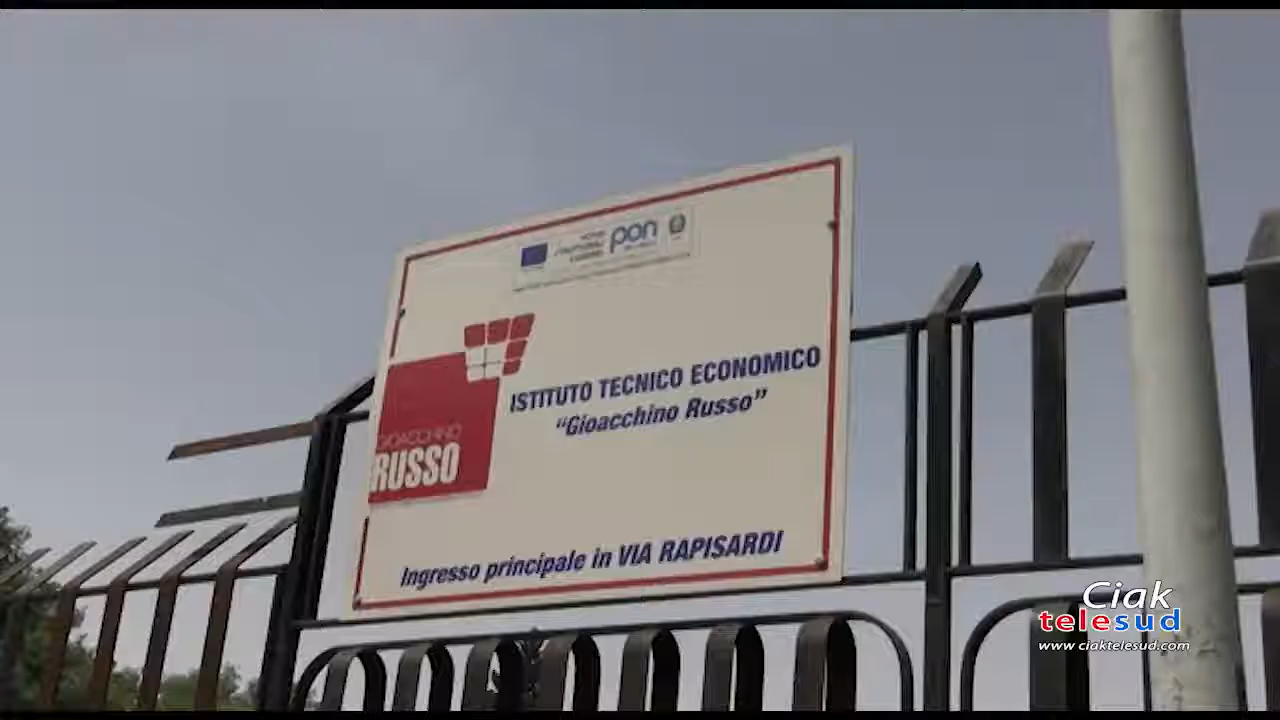 pon
ISTITUTO TECNICO ECONOMICO
“Gioacchino Russo”
GIOACCHINO
RUSSO
Ingresso principale in VIA RAPISARDI
Ciak
telesud
www.ciaktelesud.com